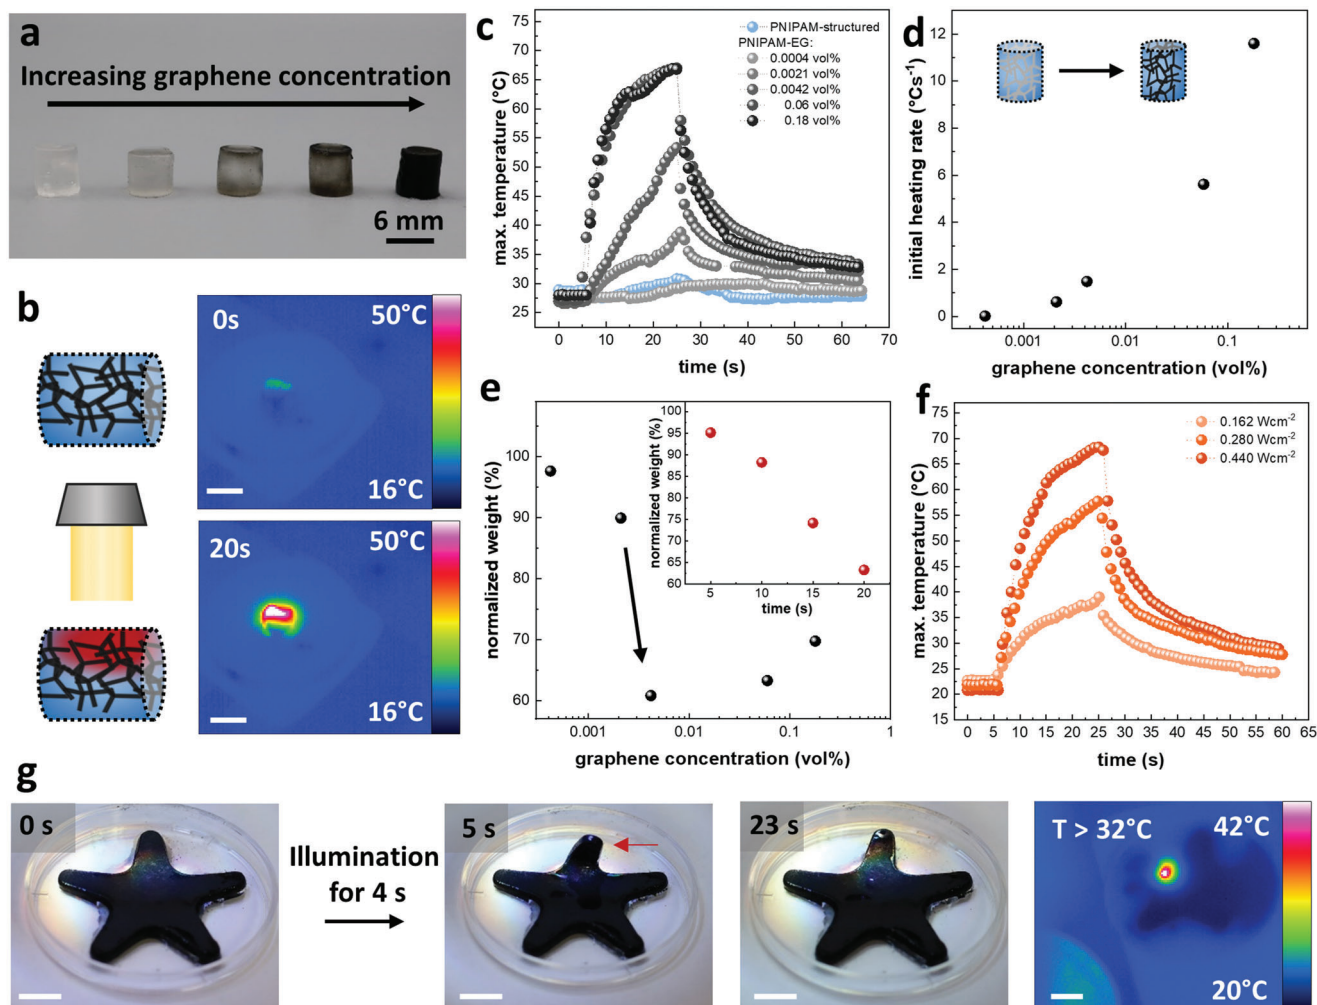 a
Increasing graphene concentration
6 mm
b
0s
50°C
16°C
20s
50°C
16°C
c
max. temperature (°C)
75
70
65
60
55
50
45
40
35
30
25
PNIPAM-structured
PNIPAM-EG:
0.0004 vol%
0.0021 vol%
0.0042 vol%
0.06 vol%
0.18 vol%
0 10 20 30 40 50 60 70
time (s)
d
initial heating rate (°Cs-1)
12
10
8
6
4
2
0
0.001 0.01 0.1
graphene concentration (vol%)
e
normalized weight (%)
100
90
80
70
60
0.001 0.01 0.1 1
graphene concentration (vol%)
normalized weight (%)
100
95
90
85
80
75
70
65
60
5 10 15 20
time (s)
f
max. temperature (°C)
75
70
65
60
55
50
45
40
35
30
25
20
15
0.162 Wcm-2
0.280 Wcm-2
0.440 Wcm-2
0 5 10 15 20 25 30 35 40 45 50 55 60 65
time (s)
g
0 s
Illumination
for 4 s
5 s
23 s
T > 32°C
42°C
20°C